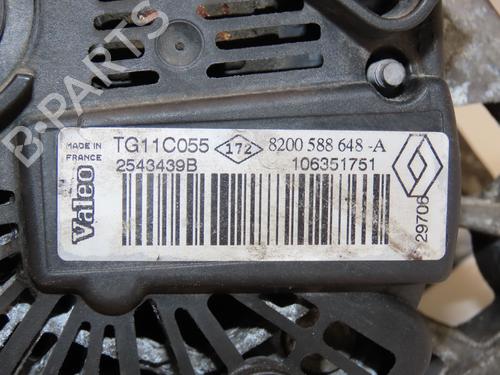 B-PARTS
MADE IN
FRANCE
TG11C055 172 8200 588 648 -A
2543439B 106351751
Valeo
29706